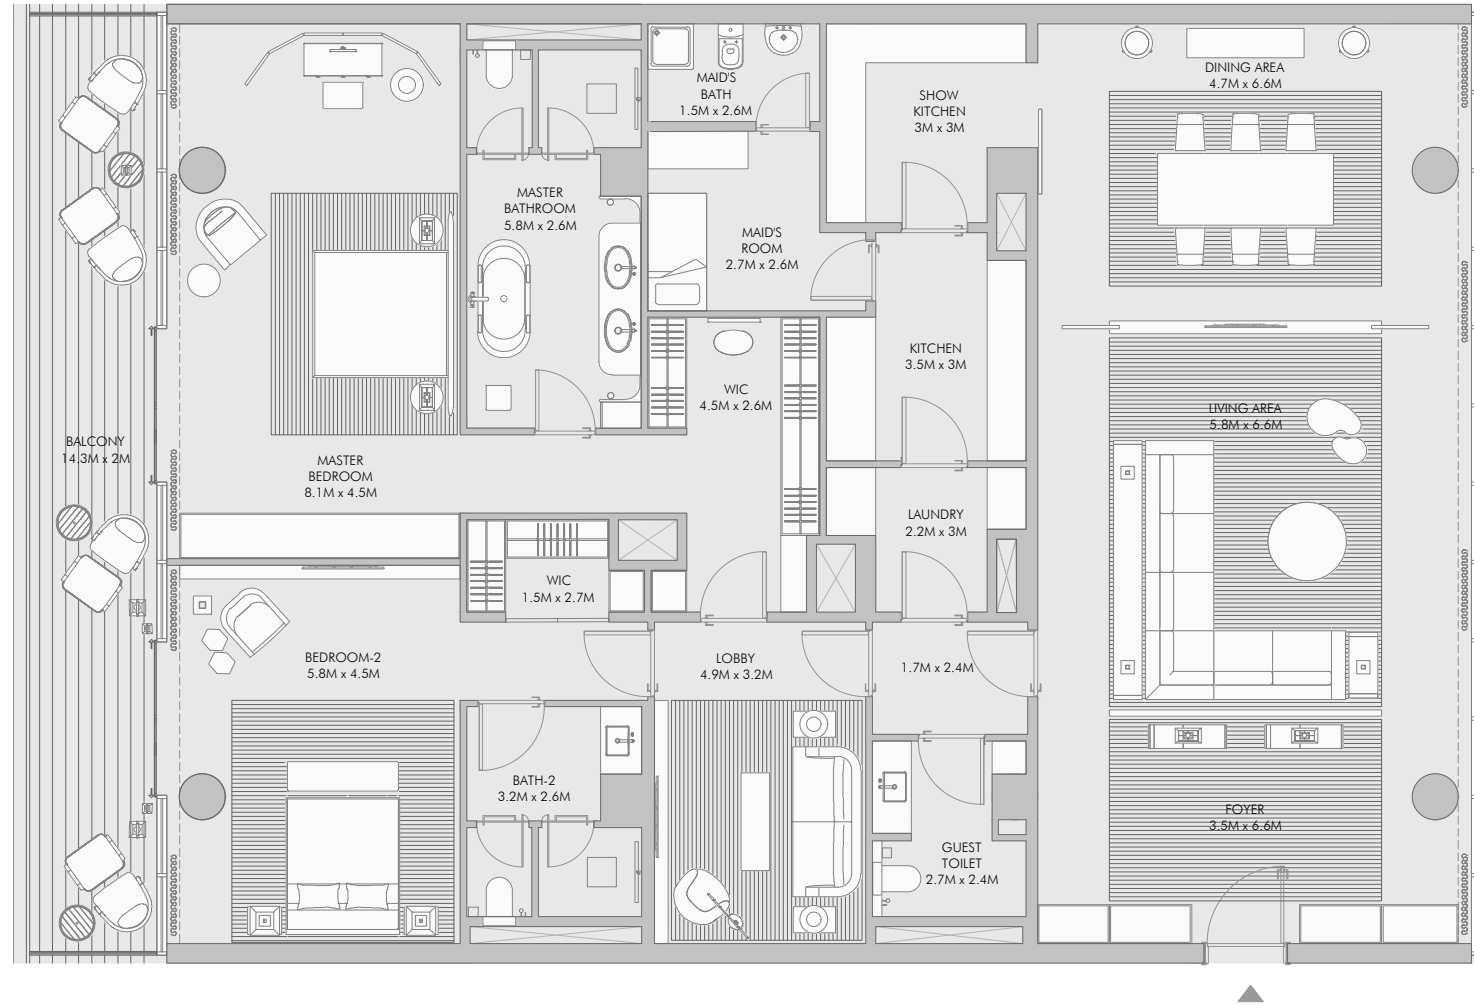 DINING AREA
4.7M x 6.6M
MAID'S
BATH
1.5M x 2.6M
SHOW
KITCHEN
3M x 3M
MASTER
BATHROOM
5.8M x 2.6M
MAID'S
ROOM
2.7M x 2.6M
KITCHEN
3.5M x 3M
WIC
4.5M x 2.6M
LIVING AREA
5.8M x 6.6M
BALCONY
14.3M x 2M
MASTER
BEDROOM
8.1M x 4.5M
LAUNDRY
2.2M x 3M
WIC
1.5M x 2.7M
BEDROOM-2
5.8M x 4.5M
LOBBY
4.9M x 3.2M
1.7M x 2.4M
BATH-2
3.2M x 2.6M
FOYER
3.5M x 6.6M
GUEST
TOILET
2.7M x 2.4M